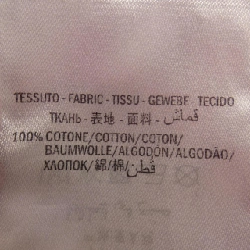 TESSUTO - FABRIC - TISSU - GEWEBE - TECIDO
ТКАНЬ - 表地 - 面料 - قماش
100% COTONE/COTTON/COTON/
BAUMWOLLE/ALGODÓN/ALGODÃO/
ХЛОПОК/綿/棉/قطن